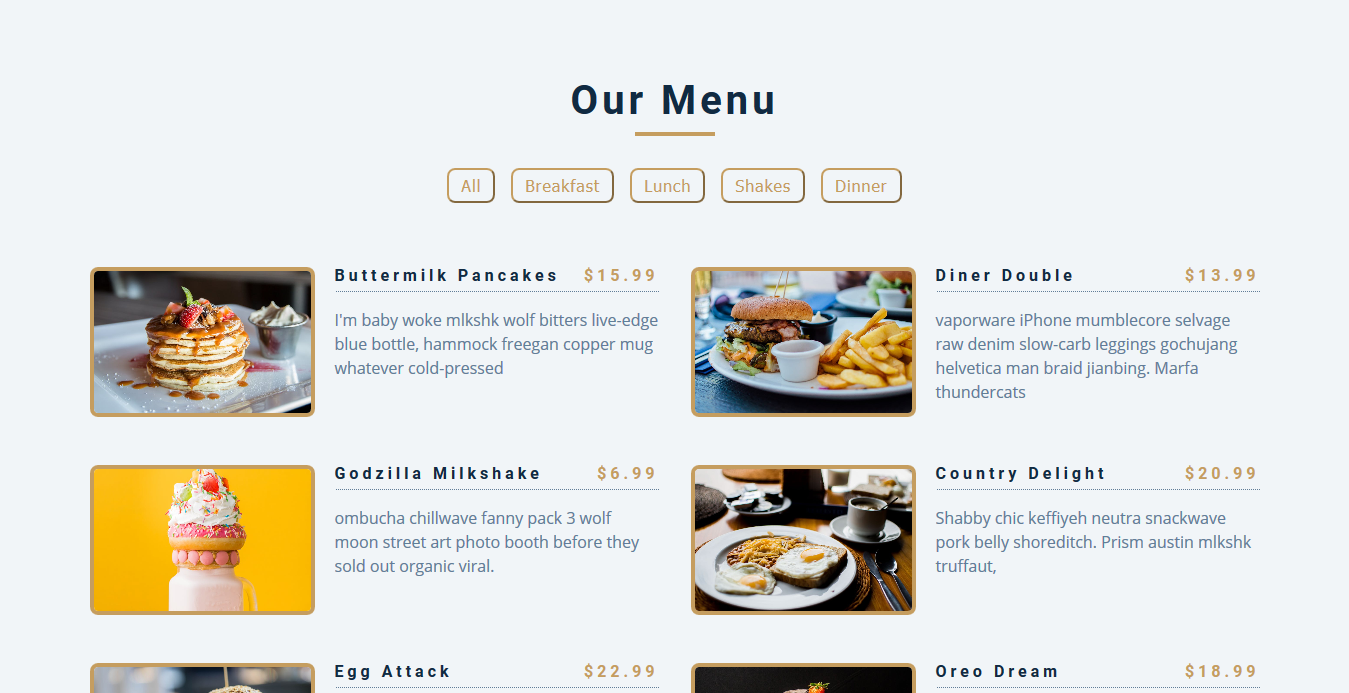 Our Menu
All Breakfast Lunch Shakes Dinner
Buttermilk Pancakes $15.99
I'm baby woke mlkshk wolf bitters live-edge
blue bottle, hammock freegan copper mug
whatever cold-pressed
Diner Double $13.99
vaporware iPhone mumblecore selvage
raw denim slow-carb leggings gochujang
helvetica man braid jianbing. Marfa
thundercats
Godzilla Milkshake $6.99
ombucha chillwave fanny pack 3 wolf
moon street art photo booth before they
sold out organic viral.
Country Delight $20.99
Shabby chic keffiyeh neutra snackwave
pork belly shoreditch. Prism austin mlkshk
truffaut,
Egg Attack $22.99
Oreo Dream $18.99